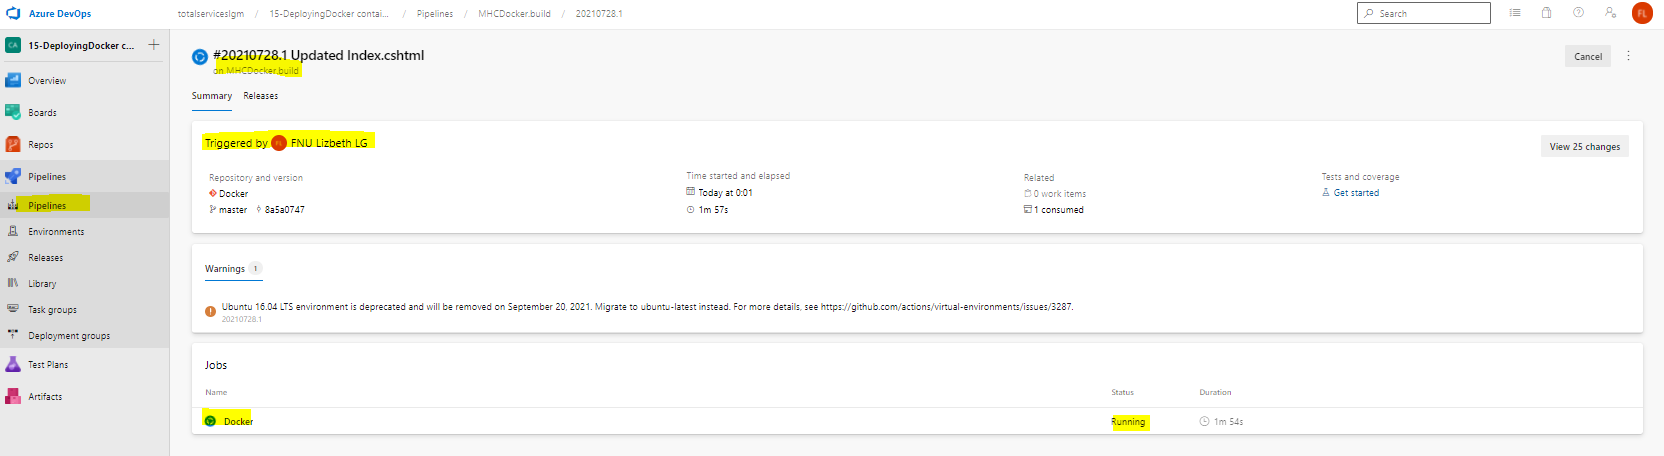 Azure DevOps
totalserviceslgm / 15-DeployingDocker contai... / Pipelines / MHCDocker.build / 20210728.1
Search
FL
CA 15-DeployingDocker c...
Overview
Boards
Repos
Pipelines
Pipelines
Environments
Releases
Library
Task groups
Deployment groups
Test Plans
Artifacts
#20210728.1 Updated Index.cshtml
on MHCDocker.build
Cancel
Summary Releases
Triggered by FL FNU Lizbeth LG
View 25 changes
Repository and version
Docker
master 8a5a0747
Time started and elapsed
Today at 0:01
1m 57s
Related
0 work items
1 consumed
Tests and coverage
Get started
Warnings 1
Ubuntu 16.04 LTS environment is deprecated and will be removed on September 20, 2021. Migrate to ubuntu-latest instead. For more details, see https://github.com/actions/virtual-environments/issues/3287.
20210728.1
Jobs
Name Status Duration
Docker Running 1m 54s